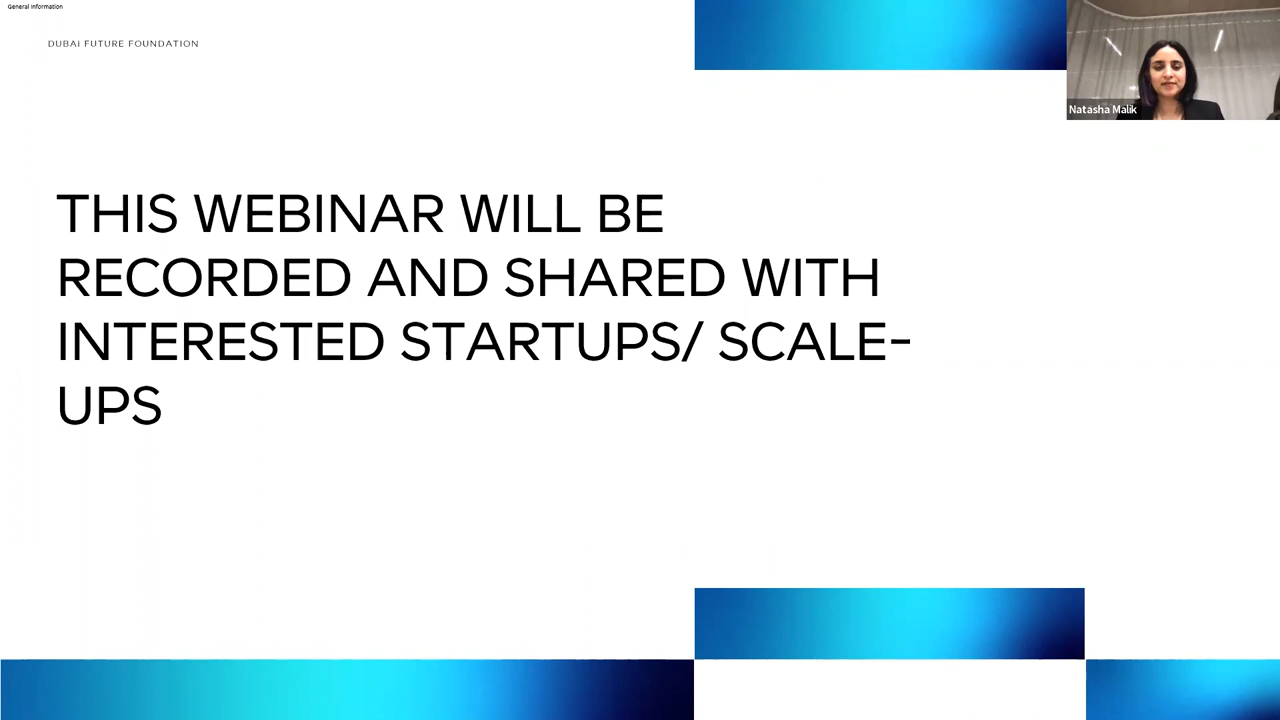 General Information
DUBAI FUTURE FOUNDATION
Natasha Malik
THIS WEBINAR WILL BE
RECORDED AND SHARED WITH
INTERESTED STARTUPS/ SCALE-
UPS